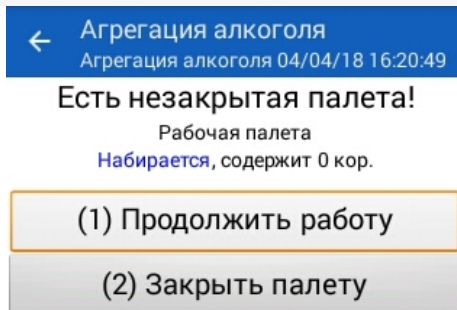 Агрегация алкоголя
Агрегация алкоголя 04/04/18 16:20:49
Есть незакрытая палета!
Рабочая палета
Набирается, содержит 0 кор.
(1) Продолжить работу
(2) Закрыть палету